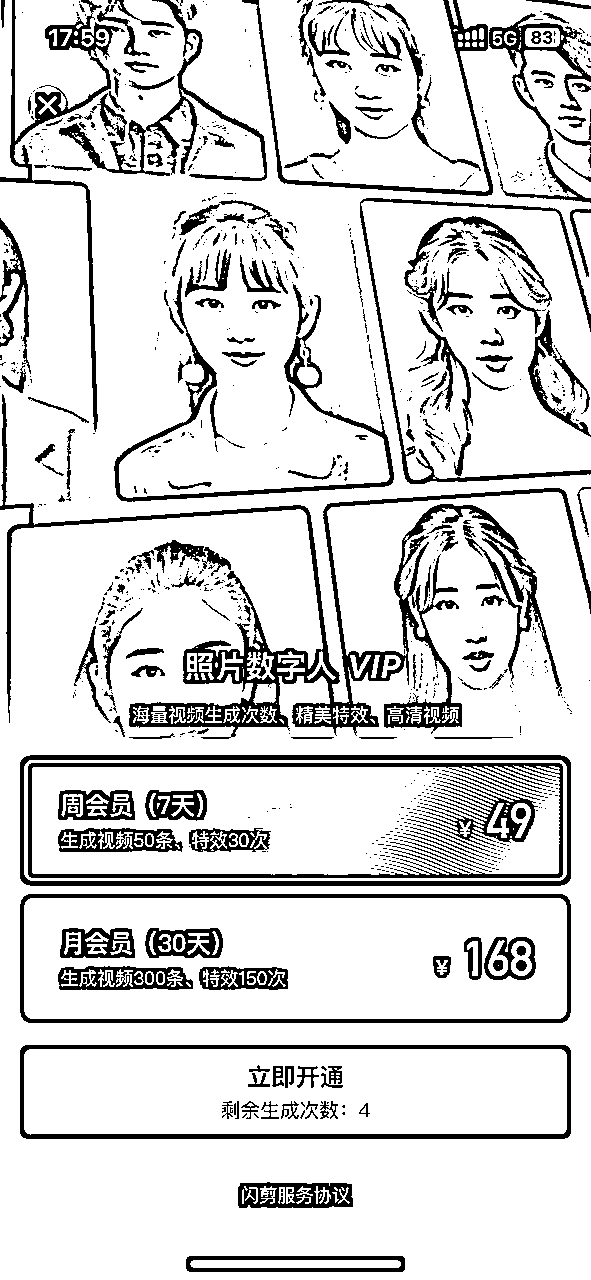 17:59 5G 83
照片数字人 VIP
海量视频生成次数、精美特效、高清视频
周会员（7天）
生成视频50条、特效30次
¥ 49
月会员（30天）
生成视频300条、特效150次
¥ 168
立即开通
剩余生成次数：4
闪剪服务协议